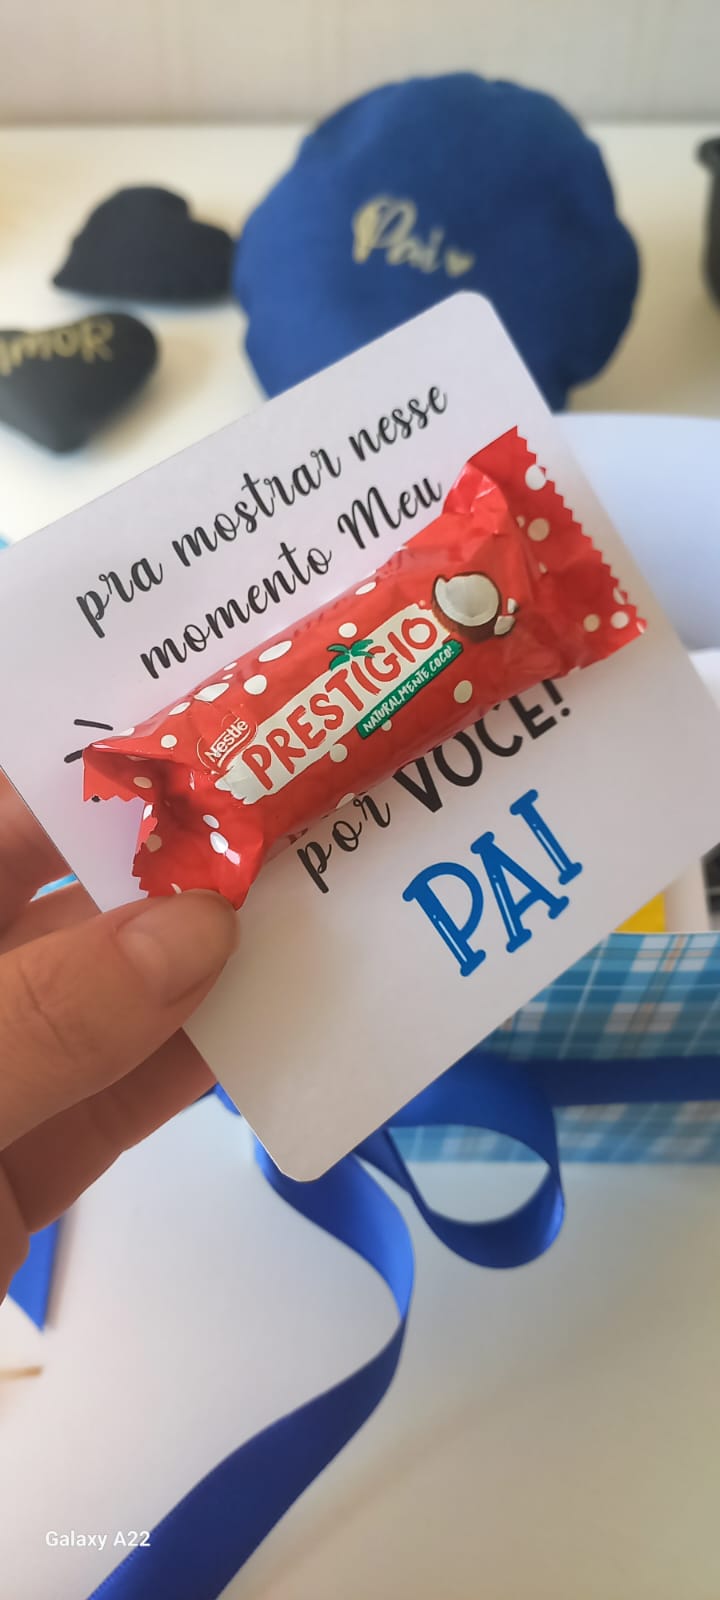 Pai
Amor
pra mostrar nesse
momento Meu
Nestlé
PRESTÍGIO
NATURALMENTE COCO!
por VOCÊ!
PAI
Galaxy A22